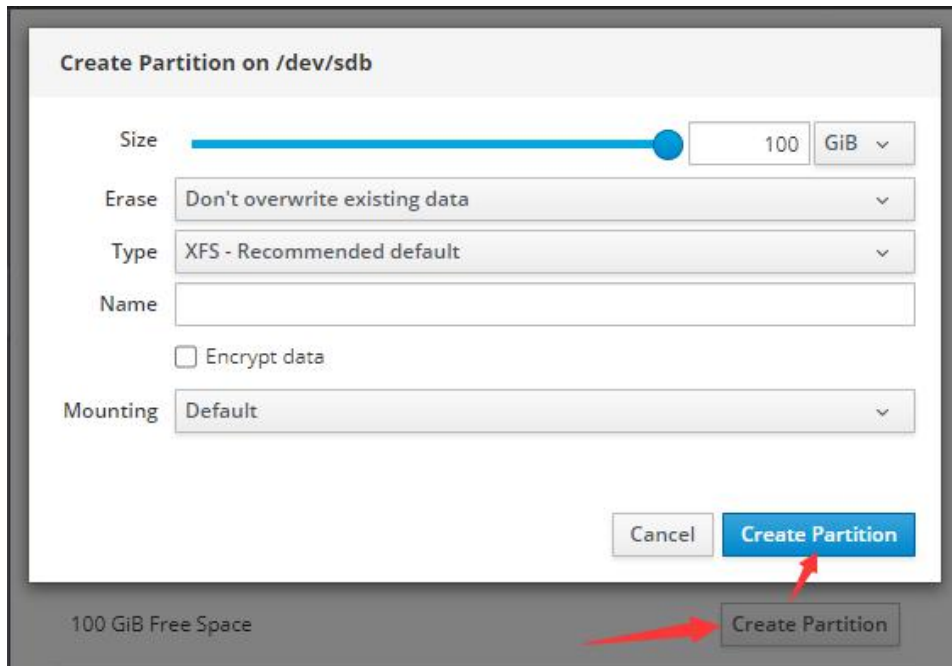 Create Partition on /dev/sdb
Size 100 GiB
Erase Don't overwrite existing data
Type XFS - Recommended default
Name
Encrypt data
Mounting Default
Cancel Create Partition
100 GiB Free Space Create Partition